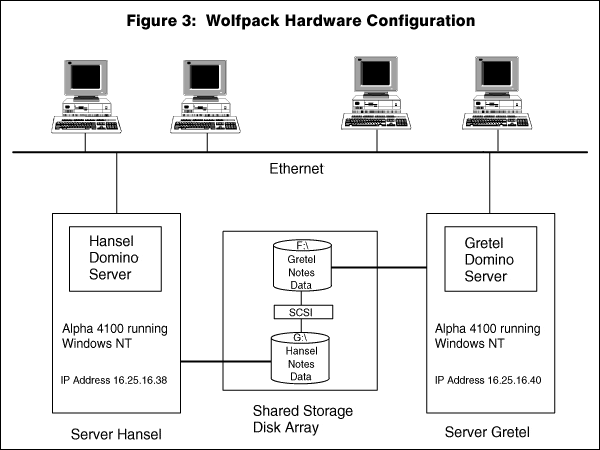 Figure 3:  Wolfpack Hardware Configuration
Ethernet
Hansel
Domino
Server
Alpha 4100 running
Windows NT
IP Address 16.25.16.38
Server Hansel
F:\
Gretel
Notes
Data
SCSI
G:\
Hansel
Notes
Data
Shared Storage
Disk Array
Gretel
Domino
Server
Alpha 4100 running
Windows NT
IP Address 16.25.16.40
Server Gretel